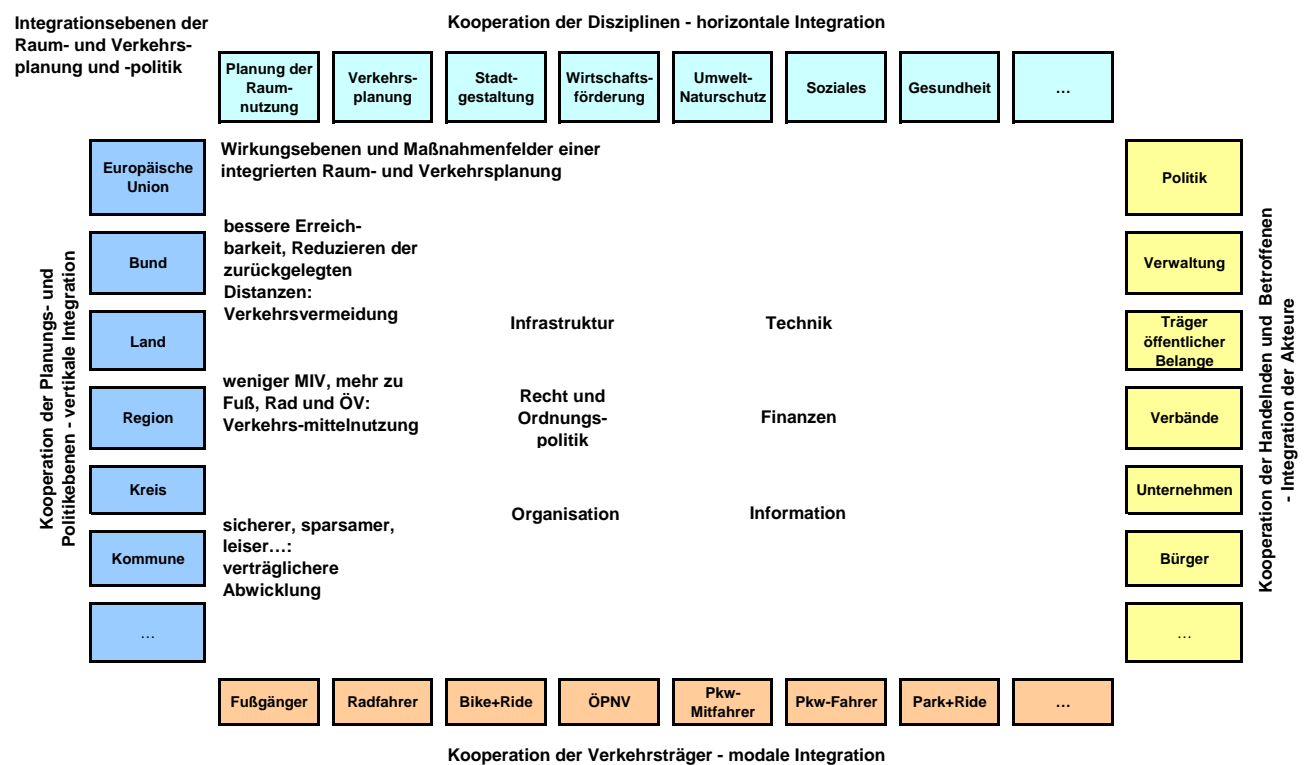 Integrationsebenen der
Raum- und Verkehrs-
planung und -politik
Kooperation der Disziplinen - horizontale Integration
Planung der
Raum-
nutzung
Verkehrs-
planung
Stadt-
gestaltung
Wirtschafts-
förderung
Umwelt-
Naturschutz
Soziales
Gesundheit
…
Kooperation der Planungs- und
Politikebenen - vertikale Integration
Europäische
Union
Bund
Land
Region
Kreis
Kommune
…
Wirkungsebenen und Maßnahmenfelder einer
integrierten Raum- und Verkehrsplanung
bessere Erreich-
barkeit, Reduzieren der
zurückgelegten
Distanzen:
Verkehrsvermeidung
weniger MIV, mehr zu
Fuß, Rad und ÖV:
Verkehrs-mittelnutzung
sicherer, sparsamer,
leiser…:
verträglichere
Abwicklung
Infrastruktur
Technik
Recht und
Ordnungs-
politik
Finanzen
Organisation
Information
Politik
Verwaltung
Träger
öffentlicher
Belange
Verbände
Unternehmen
Bürger
…
Kooperation der Handelnden und Betroffenen
- Integration der Akteure
Fußgänger
Radfahrer
Bike+Ride
ÖPNV
Pkw-
Mitfahrer
Pkw-Fahrer
Park+Ride
…
Kooperation der Verkehrsträger - modale Integration